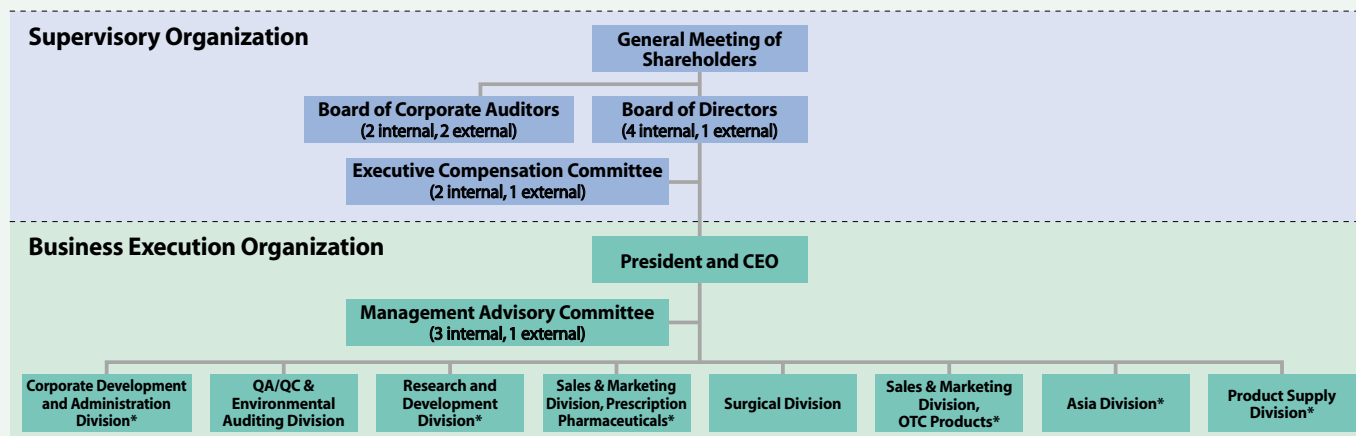 Supervisory Organization
General Meeting of
Shareholders
Board of Corporate Auditors
(2 internal, 2 external)
Board of Directors
(4 internal, 1 external)
Executive Compensation Committee
(2 internal, 1 external)
Business Execution Organization
President and CEO
Management Advisory Committee
(3 internal, 1 external)
Corporate Development
and Administration
Division*
QA/QC &
Environmental
Auditing Division
Research and
Development
Division*
Sales & Marketing
Division, Prescription
Pharmaceuticals*
Surgical Division
Sales & Marketing
Division,
OTC Products*
Asia Division*
Product Supply
Division*